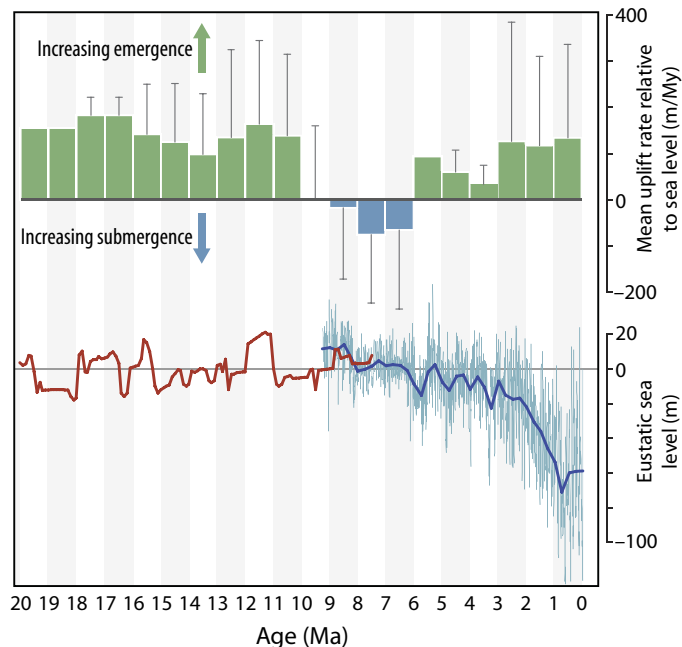 Increasing emergence
Increasing submergence
400
0
–200
Mean uplift rate relative
to sea level (m/My)
20
0
–100
Eustatic sea
level (m)
20 19 18 17 16 15 14 13 12 11 10 9 8 7 6 5 4 3 2 1 0
Age (Ma)